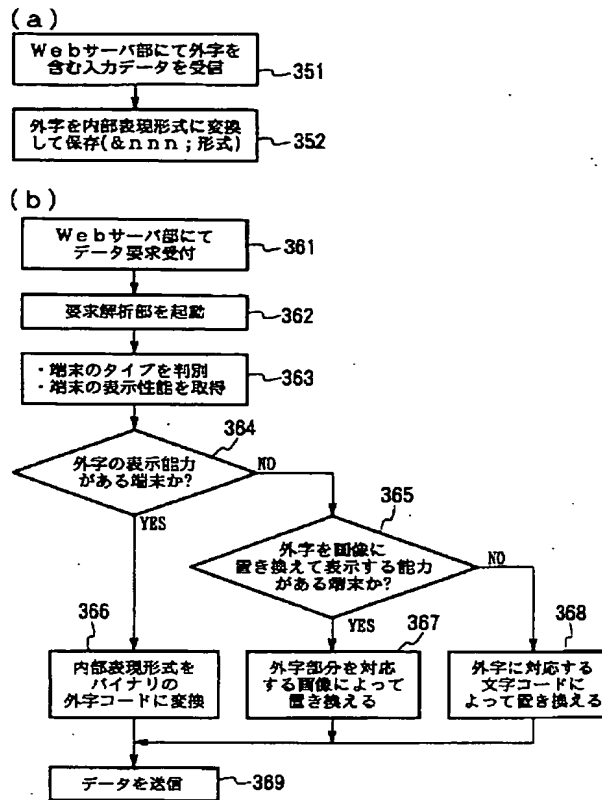 (a)
Webサーバ部にて外字を
含む入力データを受信
351
外字を内部表現形式に変換
して保存(&nnn;形式)
352
(b)
Webサーバ部にて
データ要求受付
361
要求解析部を起動
362
・端末のタイプを判別
・端末の表示性能を取得
363
364
外字の表示能力
がある端末か?
NO
YES
365
外字を画像に
置き換えて表示する能力
がある端末か?
NO
YES
366
内部表現形式を
バイナリの
外字コードに変換
367
外字部分を対応
する画像によって
置き換える
368
外字に対応する
文字コードに
よって置き換える
データを送信
369